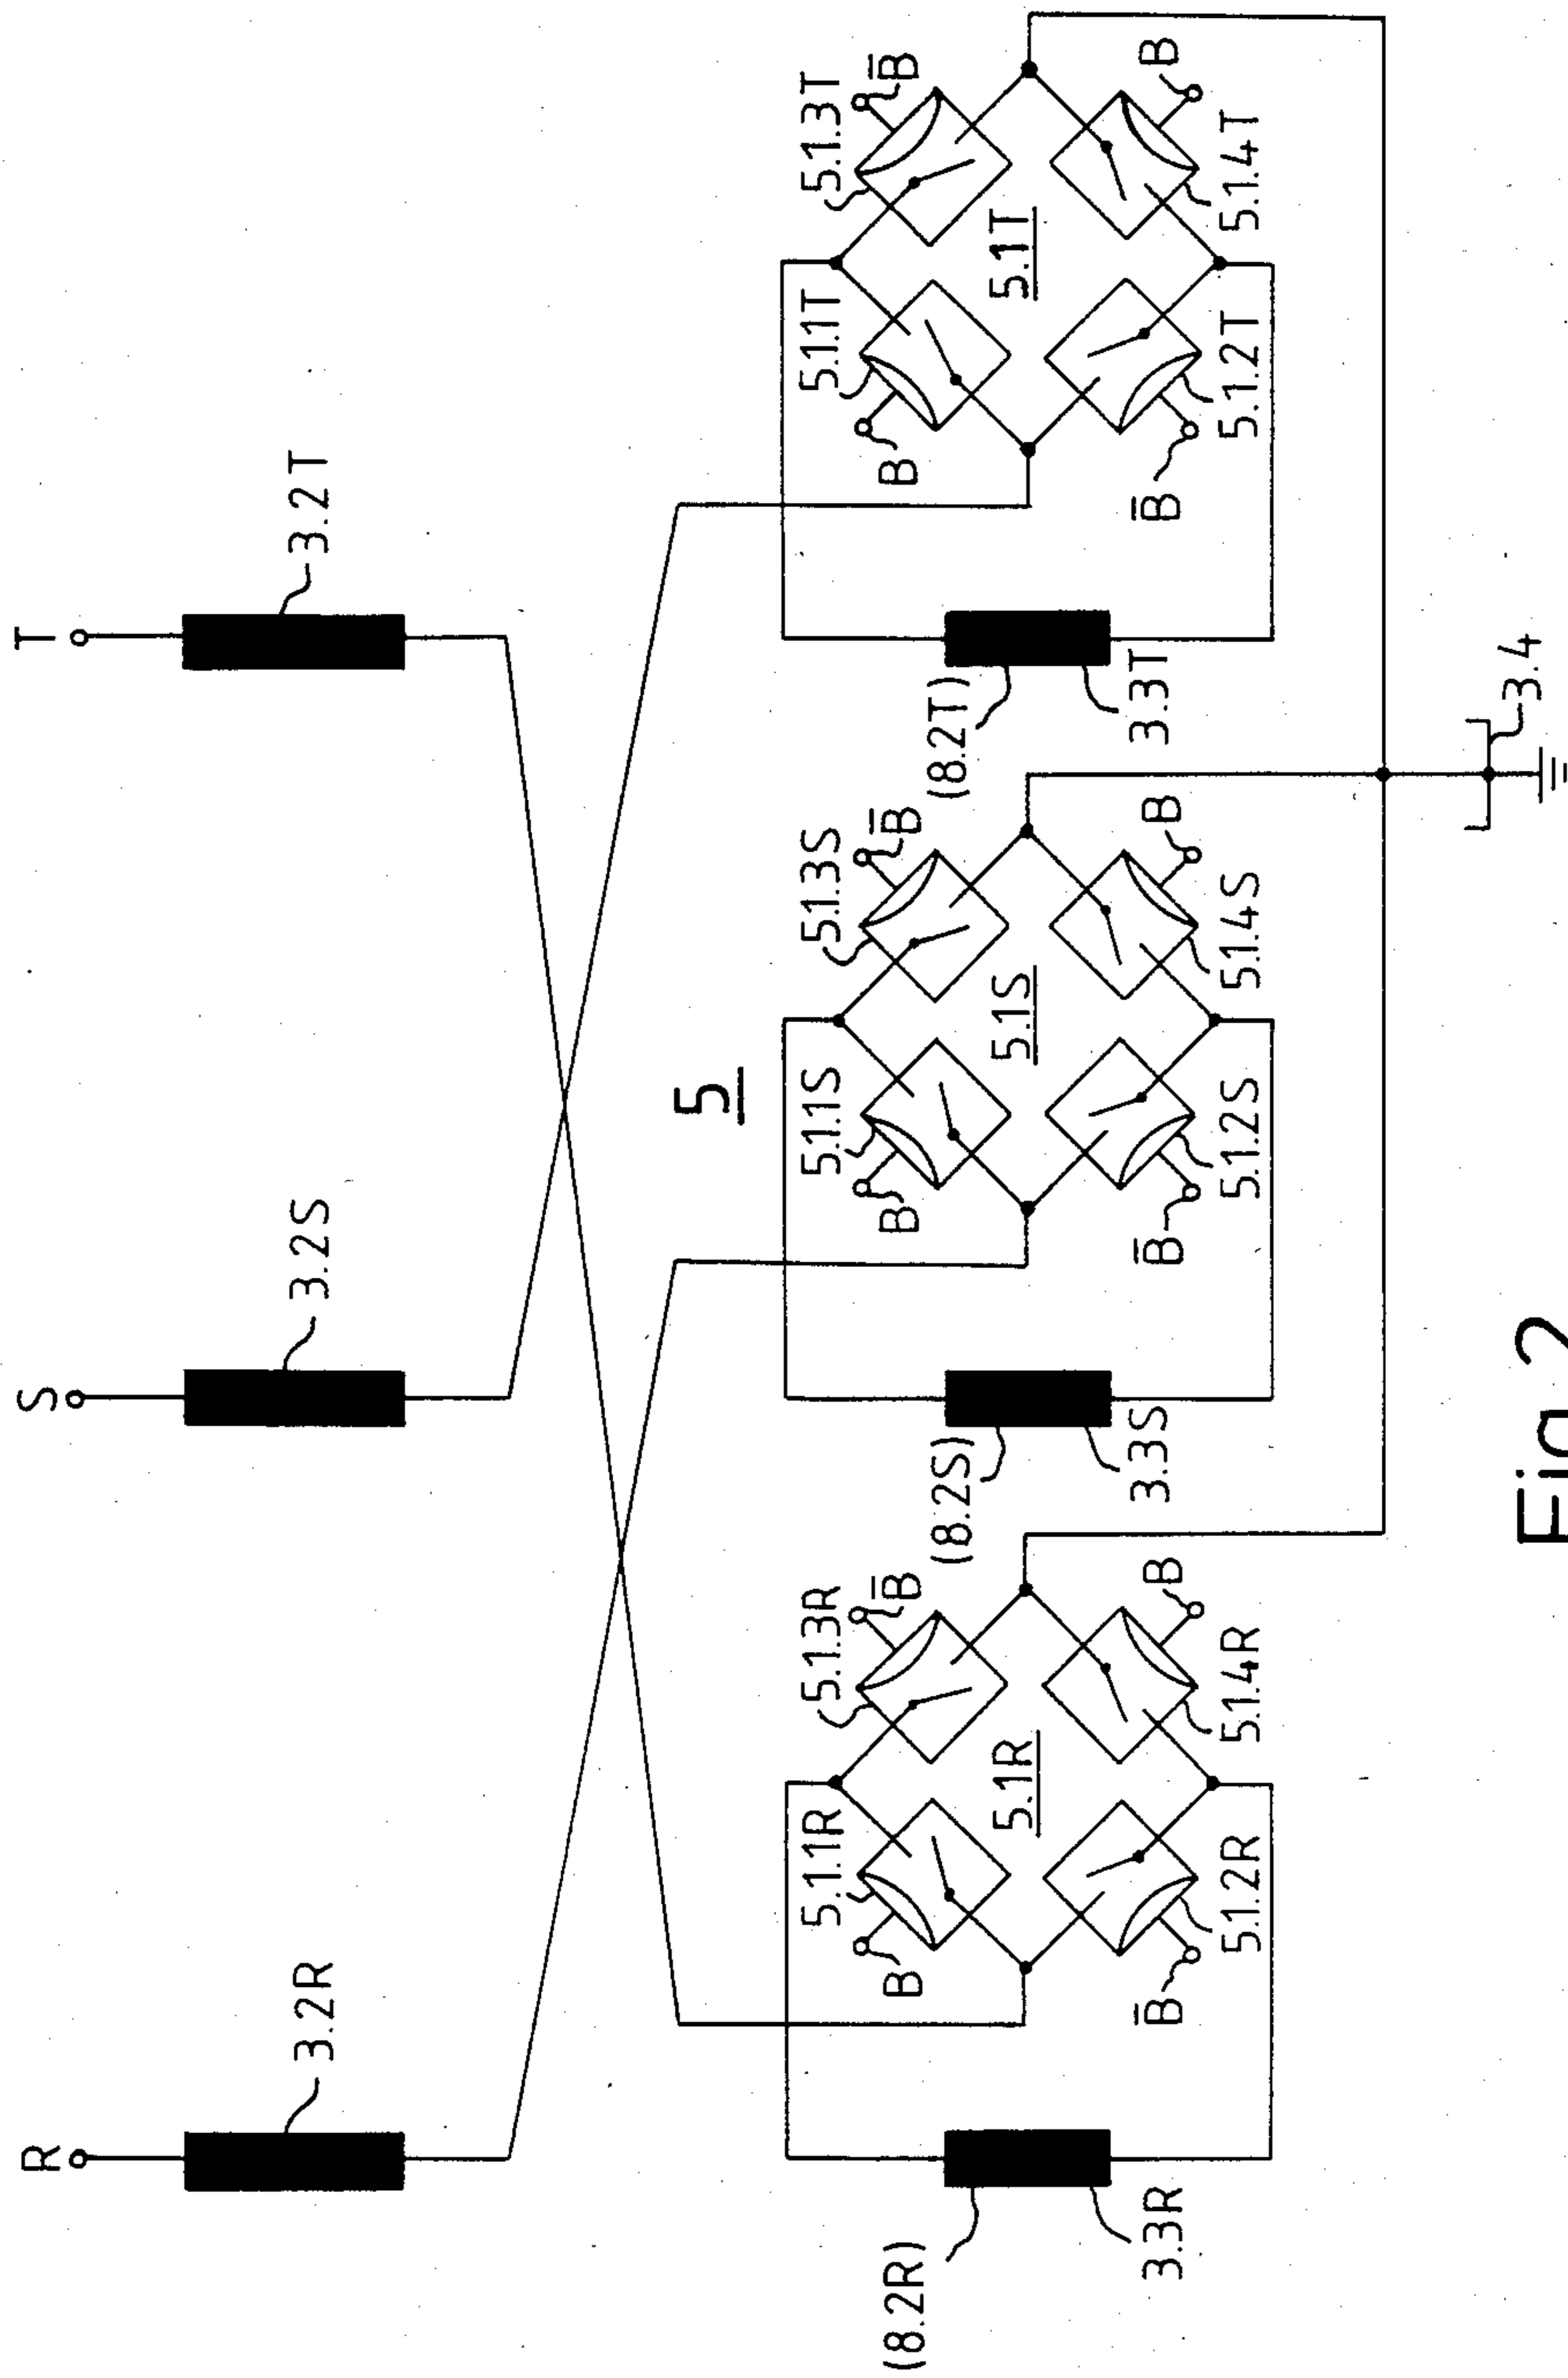 R
S
T
3.2R
3.2S
3.2T
5
5.1.1R
5.1.3R
5.1.1S
5.1.3S
5.1.1T
5.1.3T
B
B̅
B
B̅
B
B̅
(8.2R)
(8.2S)
(8.2T)
5.1R
5.1S
5.1T
3.3R
3.3S
3.3T
B̅
B
B̅
B
B̅
B
5.1.2R
5.1.4R
5.1.2S
5.1.4S
5.1.2T
5.1.4T
3.4
Fig.2